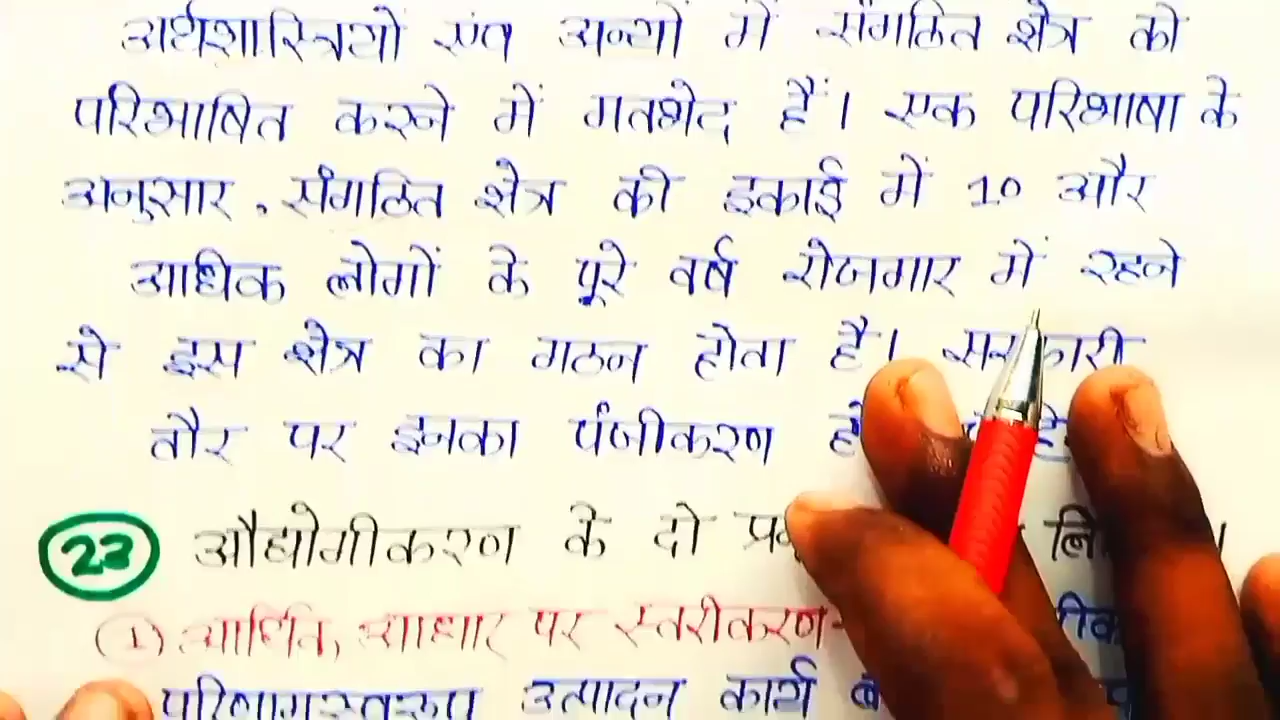 अर्थशास्त्रियों एंव अन्यों में संगठित क्षेत्र को
परिभाषित करने में मतभेद हैं। एक परिभाषा के
अनुसार, संगठित क्षेत्र की इकाई में 10 और
अधिक लोगों के पूरे वर्ष रोजगार में रहने
से इस क्षेत्र का गठन होता है। सरकारी
तौर पर इनका पंजीकरण
23 औद्योगीकरण के दो
(1) आर्थिक आधार पर स्तरीकरण-
परिणामस्वरूप उत्पादन कार्य